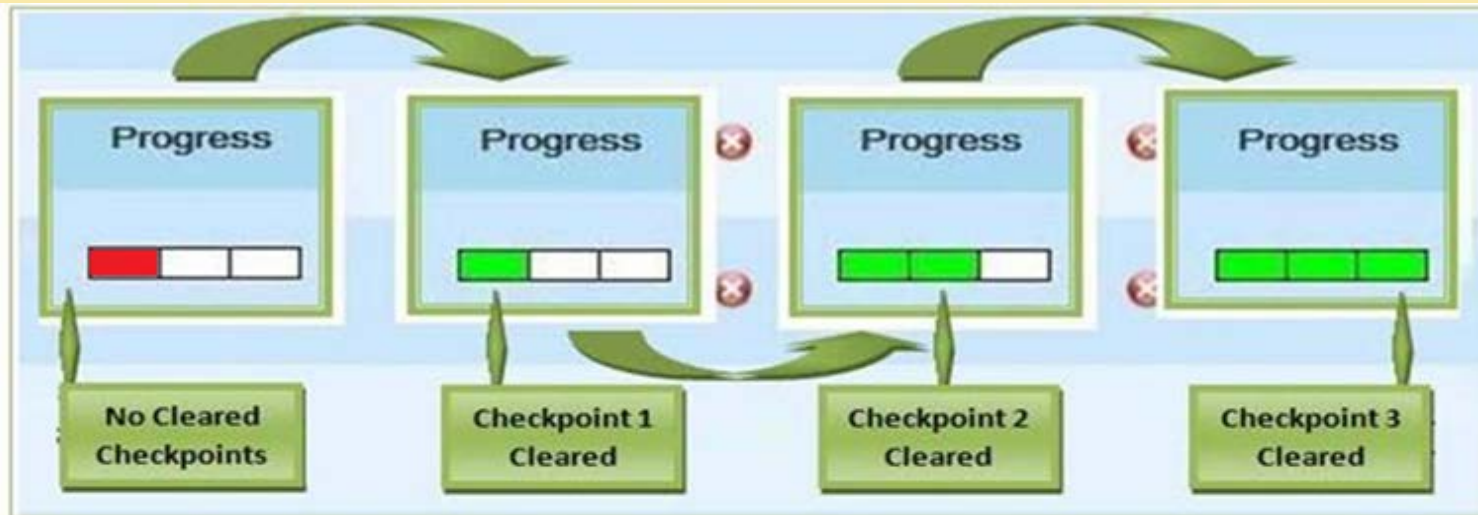 Progress
Progress
Progress
Progress
No Cleared
Checkpoints
Checkpoint 1
Cleared
Checkpoint 2
Cleared
Checkpoint 3
Cleared